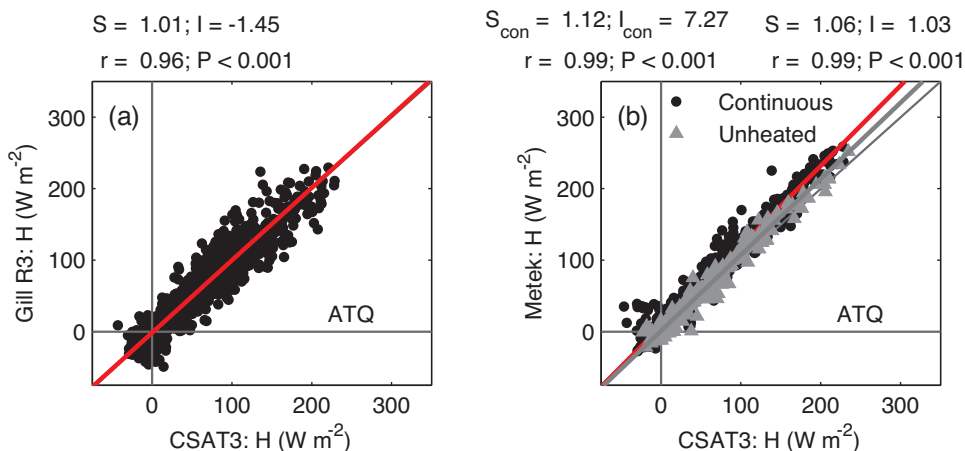 S = 1.01; I = -1.45
r = 0.96; P < 0.001
(a)
300
200
100
0
Gill R3: H (W m-2)
ATQ
0 100 200 300
CSAT3: H (W m-2)
Scon = 1.12; Icon = 7.27 S = 1.06; I = 1.03
r = 0.99; P < 0.001 r = 0.99; P < 0.001
(b)
Continuous
Unheated
300
200
100
0
Metek: H (W m-2)
ATQ
0 100 200 300
CSAT3: H (W m-2)